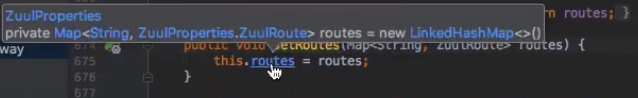 ZuulProperties
private Map<String, ZuulProperties.ZuulRoute> routes = new LinkedHashMap<>()
rn routes; }
way
674 public void setRoutes(Map<String, ZuulRoute> routes) {
675 this.routes = routes;
676 }
677